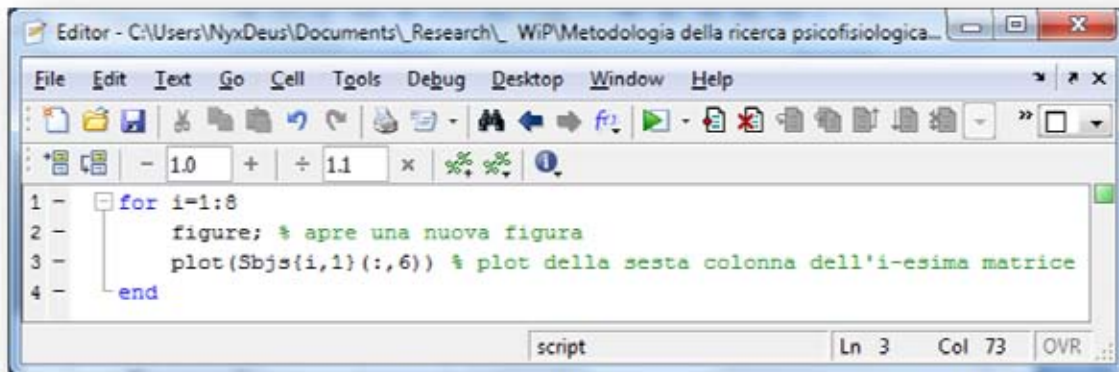 Editor - C:\Users\NyxDeus\Documents\_Research\_ WiP\Metodologia della ricerca psicofisiologica...
File Edit Text Go Cell Tools Debug Desktop Window Help
1.0 1.1
1 for i=1:8
2 figure; % apre una nuova figura
3 plot(Sbjs{i,1}(:,6)) % plot della sesta colonna dell'i-esima matrice
4 end
script Ln 3 Col 73 OVR